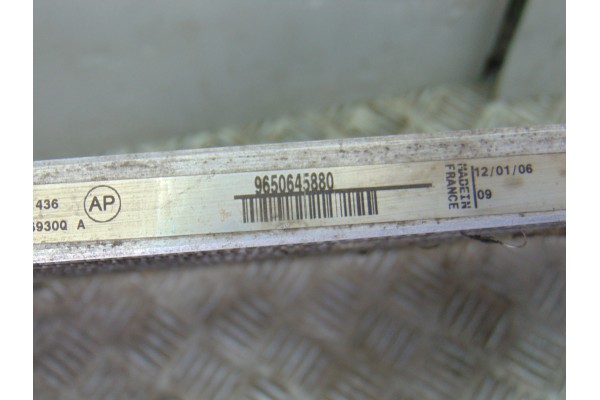 436
AP
5930Q A
9650645880
MADE IN
FRANCE
12/01/06
09